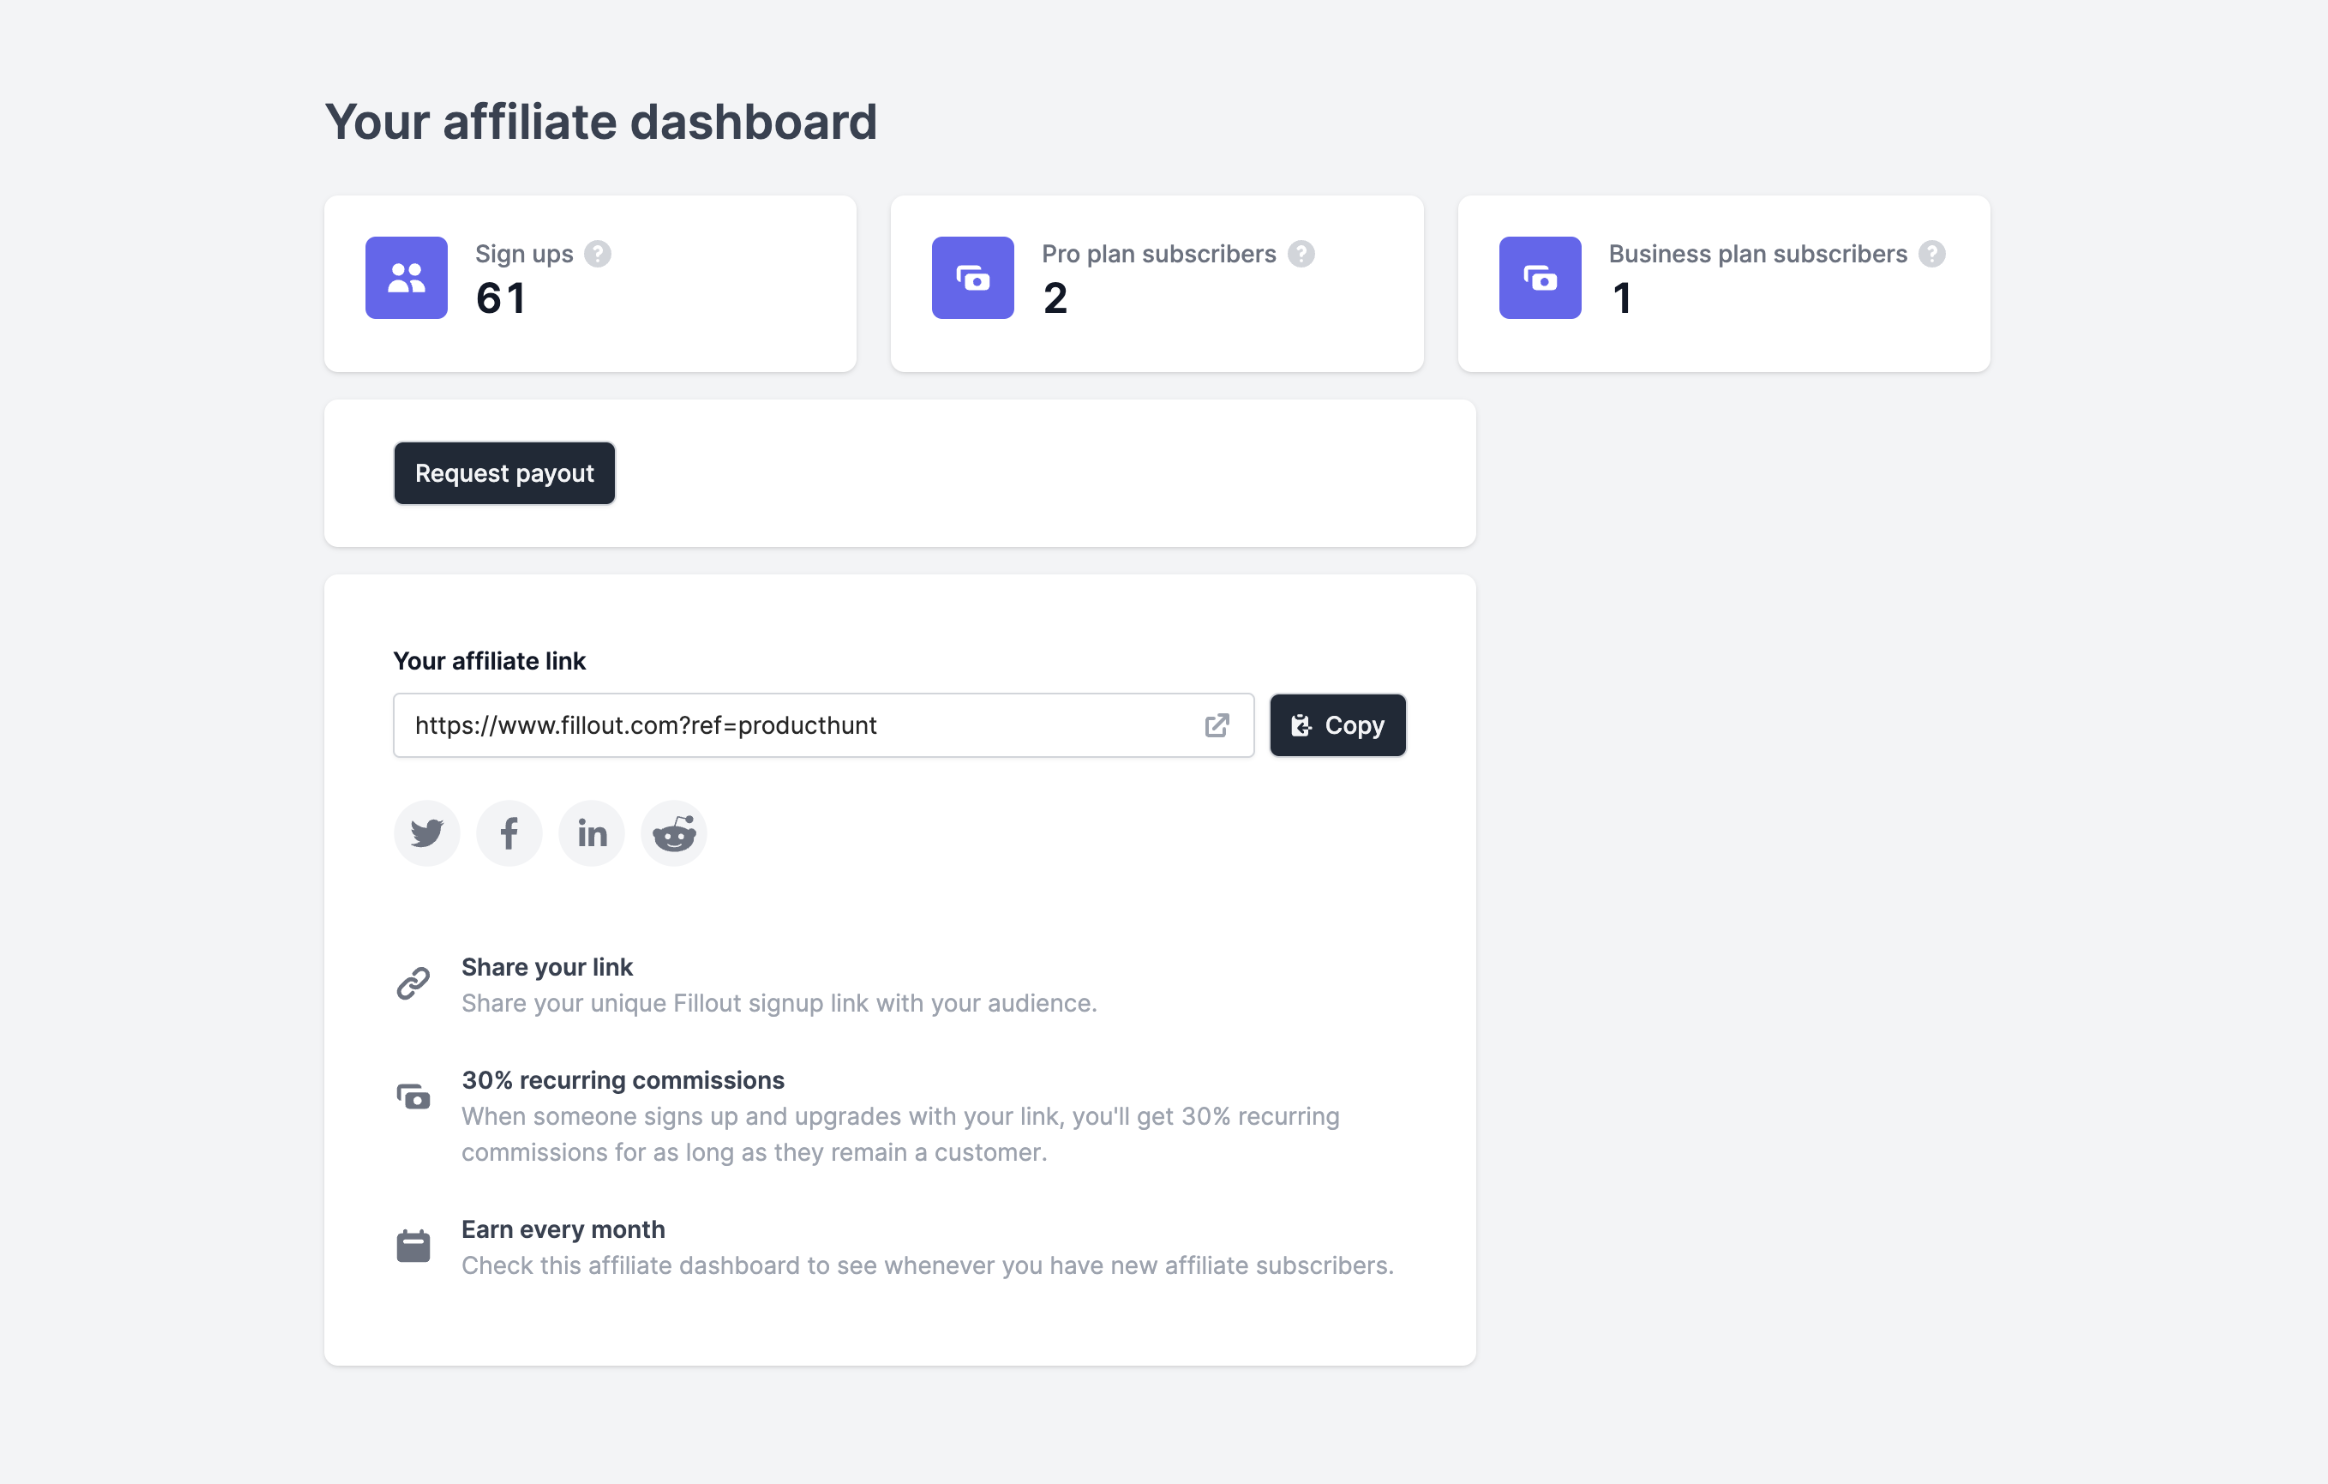 Your affiliate dashboard
Sign ups ?
61
Pro plan subscribers ?
2
Business plan subscribers ?
1
Request payout
Your affiliate link
https://www.fillout.com?ref=producthunt
Copy
Share your link
Share your unique Fillout signup link with your audience.
30% recurring commissions
When someone signs up and upgrades with your link, you'll get 30% recurring
commissions for as long as they remain a customer.
Earn every month
Check this affiliate dashboard to see whenever you have new affiliate subscribers.